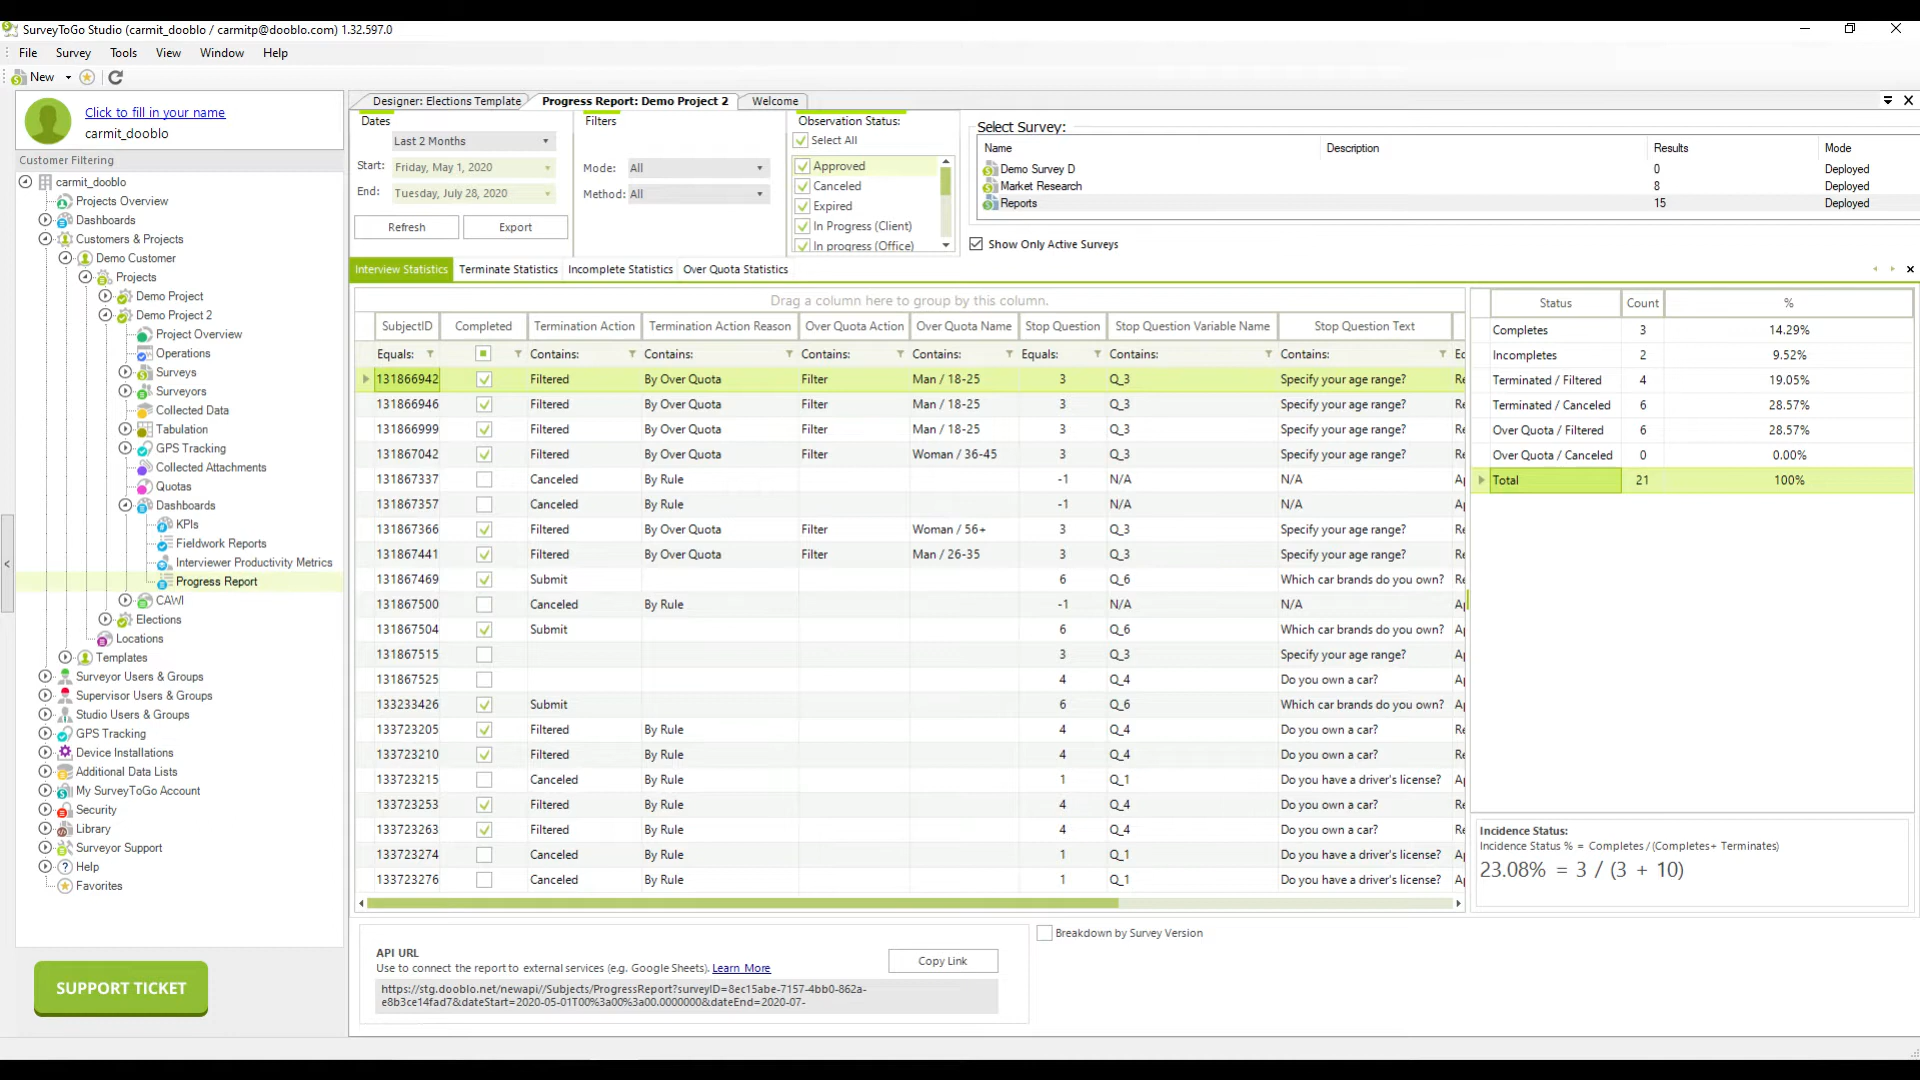 SurveyToGo Studio (carmit_dooblo / carmitp@dooblo.com) 1.32.597.0
File Survey Tools View Window Help
New
Click to fill in your name
carmit_dooblo
Customer Filtering
carmit_dooblo
Projects Overview
Dashboards
Customers & Projects
Demo Customer
Projects
Demo Project
Demo Project 2
Project Overview
Operations
Surveys
Surveyors
Collected Data
Tabulation
GPS Tracking
Collected Attachments
Quotas
Dashboards
KPIs
Fieldwork Reports
Interviewer Productivity Metrics
Progress Report
CAWI
Elections
Locations
Templates
Surveyor Users & Groups
Supervisor Users & Groups
Studio Users & Groups
GPS Tracking
Device Installations
Additional Data Lists
My SurveyToGo Account
Security
Library
Surveyor Support
Help
Favorites
SUPPORT TICKET
Designer: Elections Template Progress Report: Demo Project 2 Welcome
Dates
Last 2 Months
Start: Friday, May 1, 2020
End: Tuesday, July 28, 2020
Refresh Export
Filters
Mode: All
Method: All
Observation Status:
Select All
Approved
Canceled
Expired
In Progress (Client)
In progress (Office)
Select Survey:
Name Description Results Mode
Demo Survey D 0 Deployed
Market Research 8 Deployed
Reports 15 Deployed
Show Only Active Surveys
Interview Statistics Terminate Statistics Incomplete Statistics Over Quota Statistics
Drag a column here to group by this column.
SubjectID Completed Termination Action Termination Action Reason Over Quota Action Over Quota Name Stop Question Stop Question Variable Name Stop Question Text
Equals: Contains: Contains: Contains: Contains: Equals: Contains: Contains: Ec
131866942 Filtered By Over Quota Filter Man / 18-25 3 Q_3 Specify your age range? Re
131866946 Filtered By Over Quota Filter Man / 18-25 3 Q_3 Specify your age range? Re
131866999 Filtered By Over Quota Filter Man / 18-25 3 Q_3 Specify your age range? Re
131867042 Filtered By Over Quota Filter Woman / 36-45 3 Q_3 Specify your age range? Re
131867337 Canceled By Rule -1 N/A N/A Ap
131867357 Canceled By Rule -1 N/A N/A Ap
131867366 Filtered By Over Quota Filter Woman / 56+ 3 Q_3 Specify your age range? Re
131867441 Filtered By Over Quota Filter Man / 26-35 3 Q_3 Specify your age range? Re
131867469 Submit 6 Q_6 Which car brands do you own? Re
131867500 Canceled By Rule -1 N/A N/A Ap
131867504 Submit 6 Q_6 Which car brands do you own? Ap
131867515 3 Q_3 Specify your age range? Ap
131867525 4 Q_4 Do you own a car? Ap
133233426 Submit 6 Q_6 Which car brands do you own? Ap
133723205 Filtered By Rule 4 Q_4 Do you own a car? Re
133723210 Filtered By Rule 4 Q_4 Do you own a car? Re
133723215 Canceled By Rule 1 Q_1 Do you have a driver's license? Ap
133723253 Filtered By Rule 4 Q_4 Do you own a car? Re
133723263 Filtered By Rule 4 Q_4 Do you own a car? Re
133723274 Canceled By Rule 1 Q_1 Do you have a driver's license? Ap
133723276 Canceled By Rule 1 Q_1 Do you have a driver's license? Ap
Status Count %
Completes 3 14.29%
Incompletes 2 9.52%
Terminated / Filtered 4 19.05%
Terminated / Canceled 6 28.57%
Over Quota / Filtered 6 28.57%
Over Quota / Canceled 0 0.00%
Total 21 100%
Incidence Status:
Incidence Status % = Completes / (Completes+ Terminates)
23.08% = 3 / (3 + 10)
API URL
Use to connect the report to external services (e.g. Google Sheets). Learn More
Copy Link
https://stg.dooblo.net/newapi//Subjects/ProgressReport?surveyID=8ec15abe-7157-4bb0-862a-
e8b3ce14fad7&dateStart=2020-05-01T00%3a00%3a00.0000000&dateEnd=2020-07-
Breakdown by Survey Version